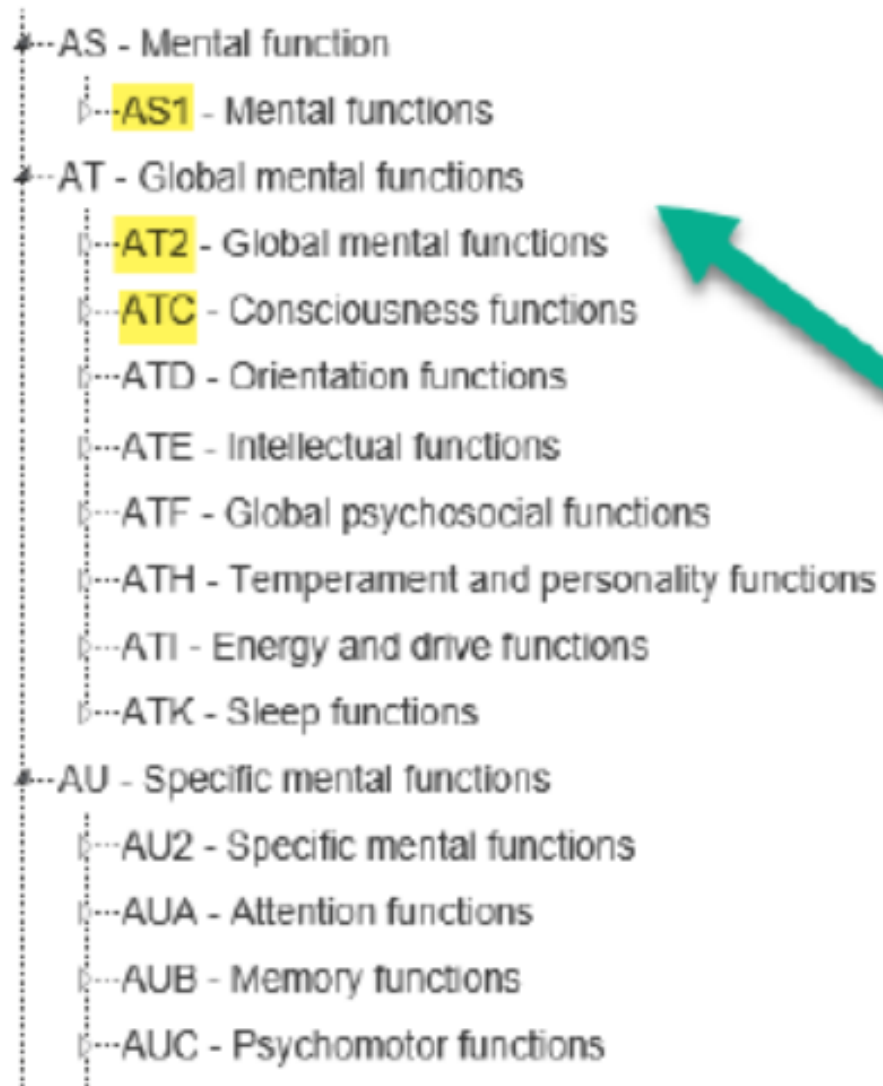 AS - Mental function
AS1 - Mental functions
AT - Global mental functions
AT2 - Global mental functions
ATC - Consciousness functions
ATD - Orientation functions
ATE - Intellectual functions
ATF - Global psychosocial functions
ATH - Temperament and personality functions
ATI - Energy and drive functions
ATK - Sleep functions
AU - Specific mental functions
AU2 - Specific mental functions
AUA - Attention functions
AUB - Memory functions
AUC - Psychomotor functions